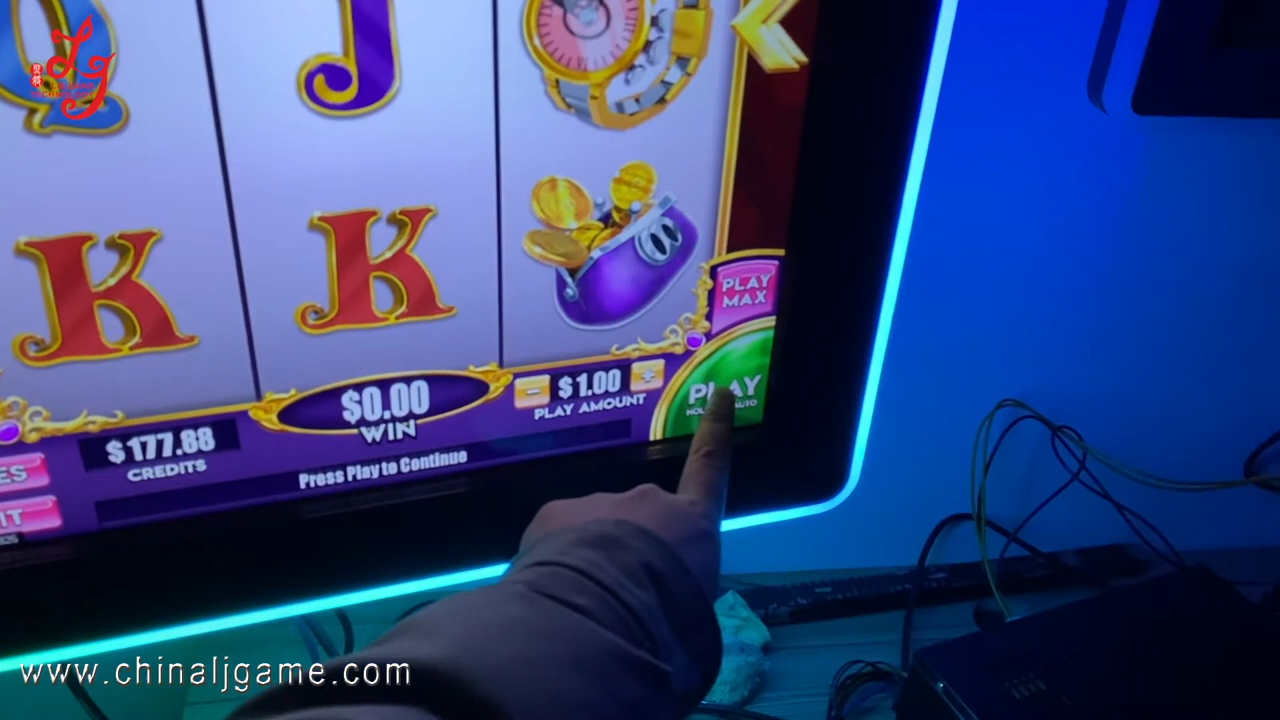 Q
J
K
K
PLAY
MAX
$1.00
PLAY AMOUNT
PLAY
$0.00
WIN
$177.88
CREDITS
Press Play to Continue
www.chinaljgame.com